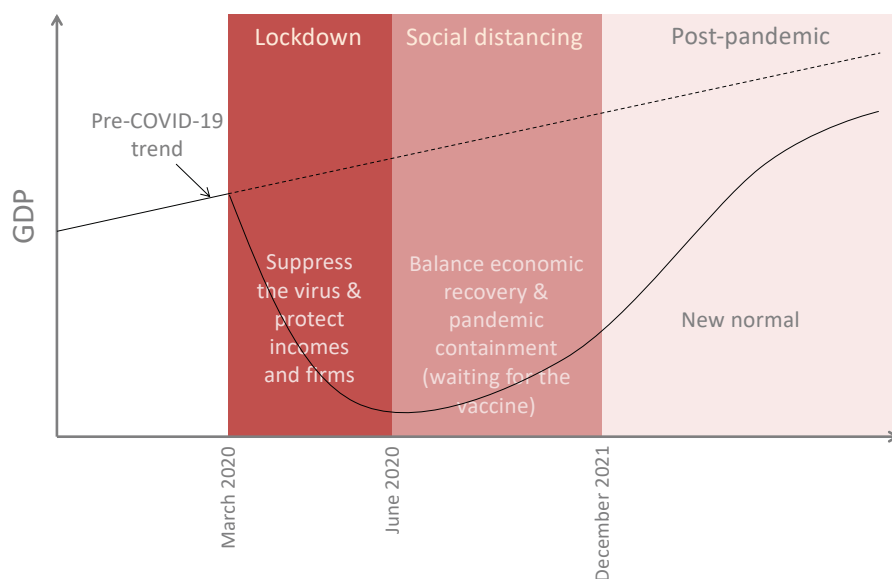 Lockdown
Social distancing
Post-pandemic
Pre-COVID-19
trend
GDP
Suppress
the virus &
protect
incomes
and firms
Balance economic
recovery &
pandemic
containment
(waiting for the
vaccine)
New normal
March 2020
June 2020
December 2021